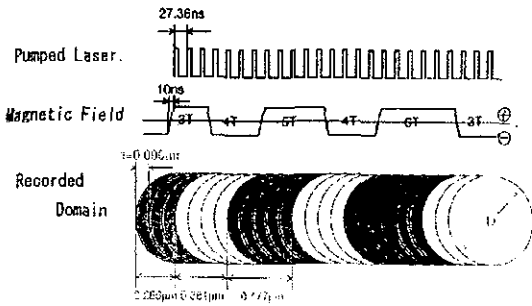 27.36ns
Pumped Laser.
10ns
Magnetic Field
3T 4T 5T 4T 6T 3T
⊕
⊖
Recorded
Domain